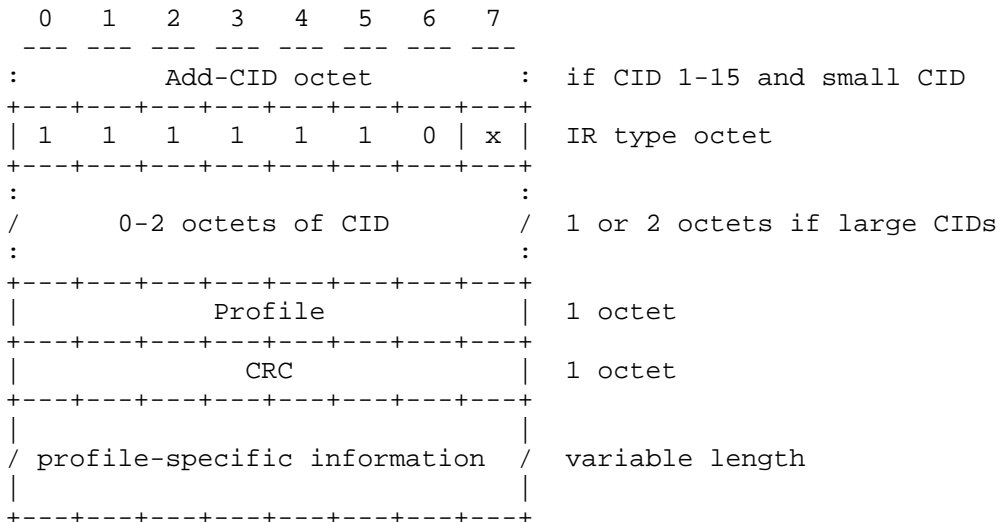 0   1   2   3   4   5   6   7
 --- --- --- --- --- --- --- ---
:         Add-CID octet         :  if CID 1-15 and small CID
+---+---+---+---+---+---+---+---+
| 1   1   1   1   1   1   0 | x |  IR type octet
+---+---+---+---+---+---+---+---+
:                               :
/      0-2 octets of CID        /  1 or 2 octets if large CIDs
:                               :
+---+---+---+---+---+---+---+---+
|            Profile            |  1 octet
+---+---+---+---+---+---+---+---+
|              CRC              |  1 octet
+---+---+---+---+---+---+---+---+
|                               |
/ profile-specific information  /  variable length
|                               |
+---+---+---+---+---+---+---+---+